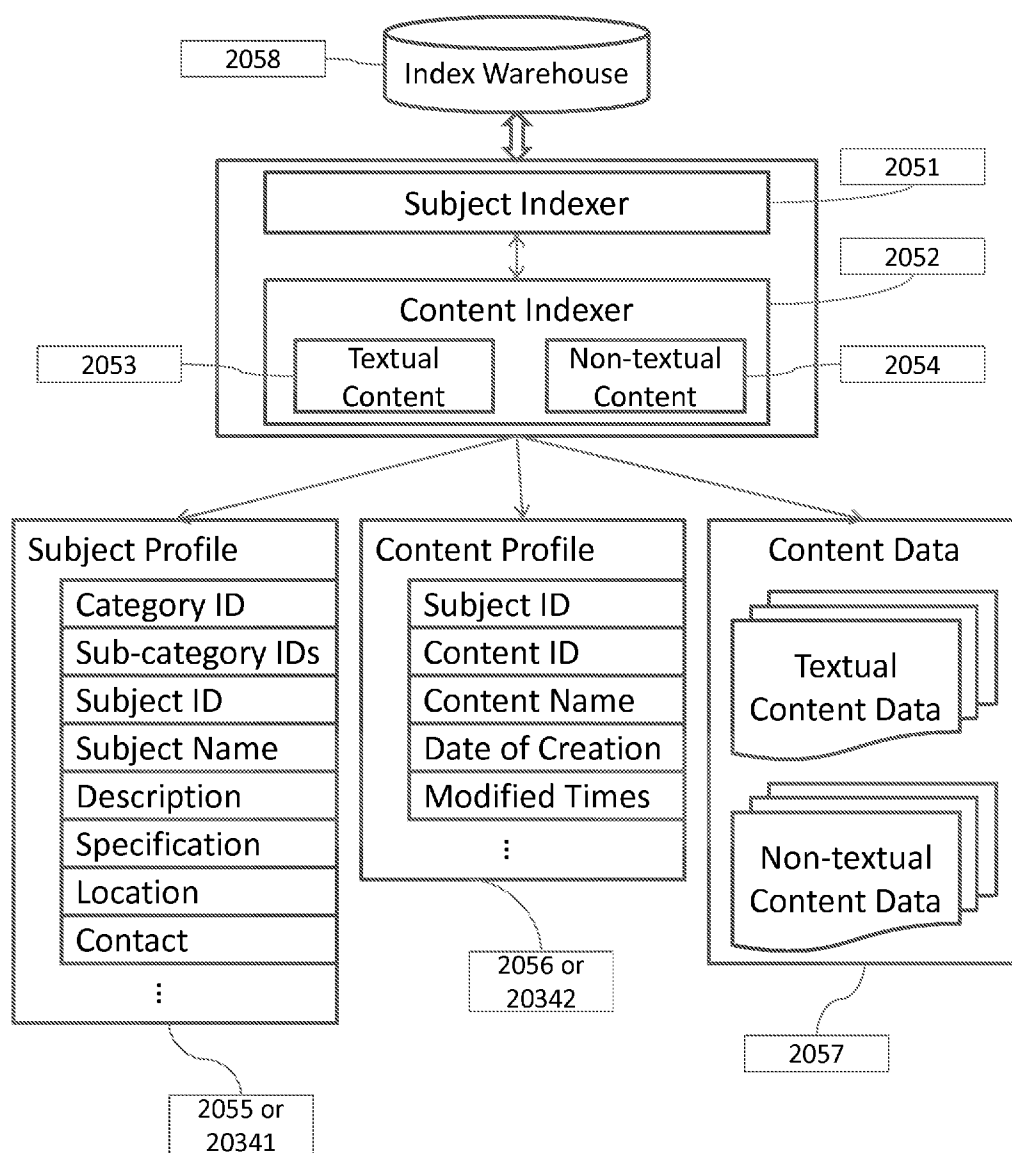 2058
Index Warehouse
2051
Subject Indexer
2052
Content Indexer
2053
Textual
Content
Non-textual
Content
2054
Subject Profile
Category ID
Sub-category IDs
Subject ID
Subject Name
Description
Specification
Location
Contact
⋮
2055 or
20341
Content Profile
Subject ID
Content ID
Content Name
Date of Creation
Modified Times
⋮
2056 or
20342
Content Data
Textual
Content Data
Non-textual
Content Data
2057